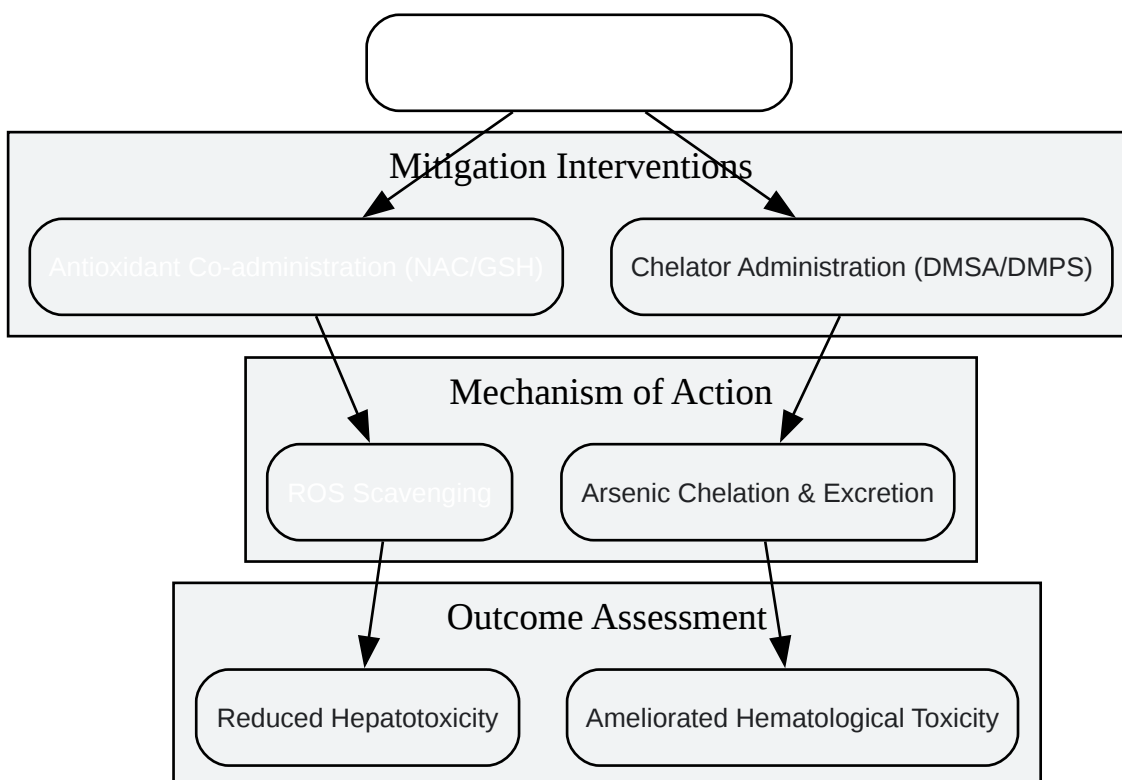 Mitigation Interventions
Antioxidant Co-administration (NAC/GSH)
Chelator Administration (DMSA/DMPS)
Mechanism of Action
ROS Scavenging
Arsenic Chelation & Excretion
Outcome Assessment
Reduced Hepatotoxicity
Ameliorated Hematological Toxicity